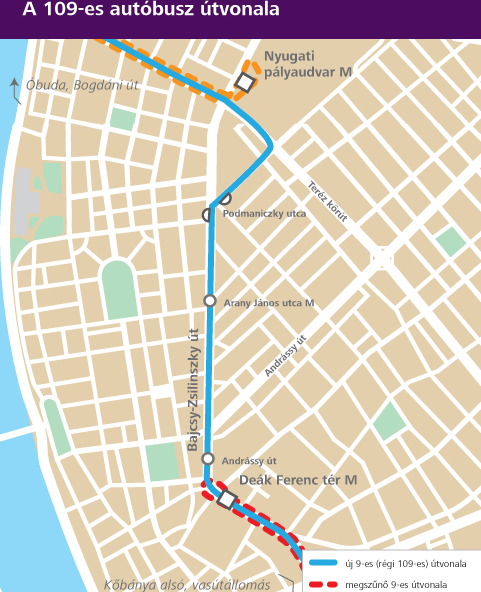 A 109-es autóbusz útvonala
Nyugati
pályaudvar M
Óbuda, Bogdáni út
Teréz körút
Podmaniczky utca
Arany János utca M
Bajcsy-Zsilinszky út
Andrássy út
Andrássy út
Deák Ferenc tér M
új 9-es (régi 109-es) útvonala
Kőbánya alsó, vasútállomás
megszűnő 9-es útvonala